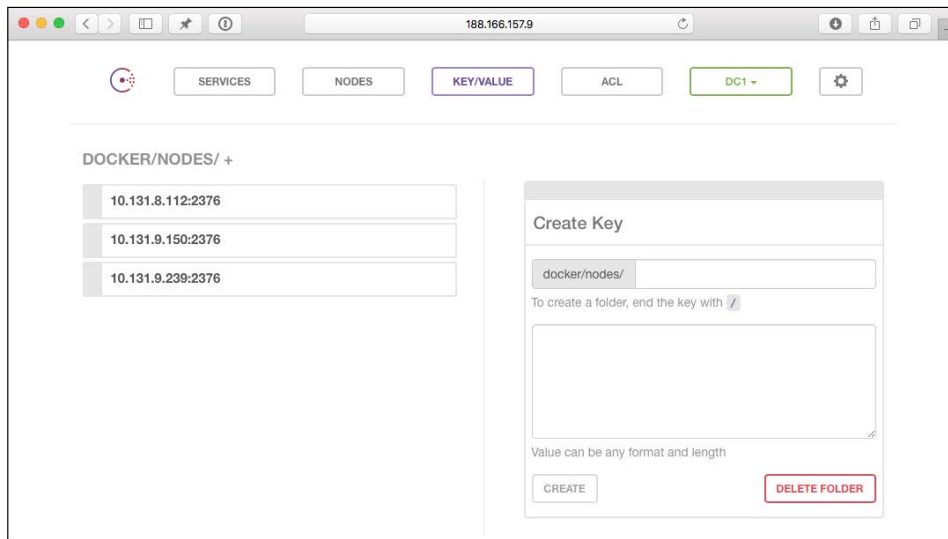 188.166.157.9
SERVICES NODES KEY/VALUE ACL DC1
DOCKER/NODES/ +
10.131.8.112:2376
10.131.9.150:2376
10.131.9.239:2376
Create Key
docker/nodes/
To create a folder, end the key with /
Value can be any format and length
CREATE DELETE FOLDER